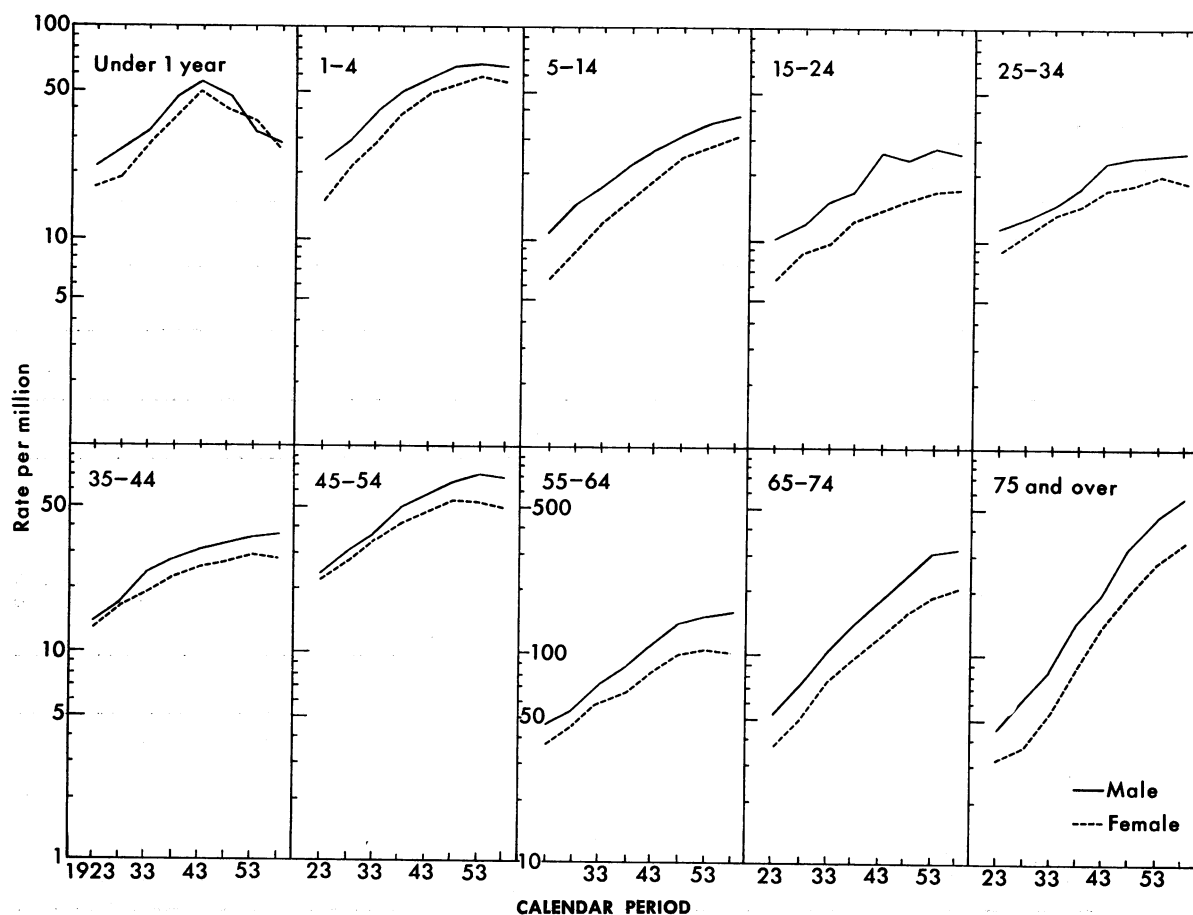 100
Under 1 year
1–4
5–14
15–24
25–34
50
10
5
Rate per million
35–44
45–54
55–64
65–74
75 and over
50
500
10
100
5
50
Male
Female
1
10
1923 33 43 53
23 33 43 53
33 43 53
23 33 43 53
23 33 43 53
CALENDAR PERIOD